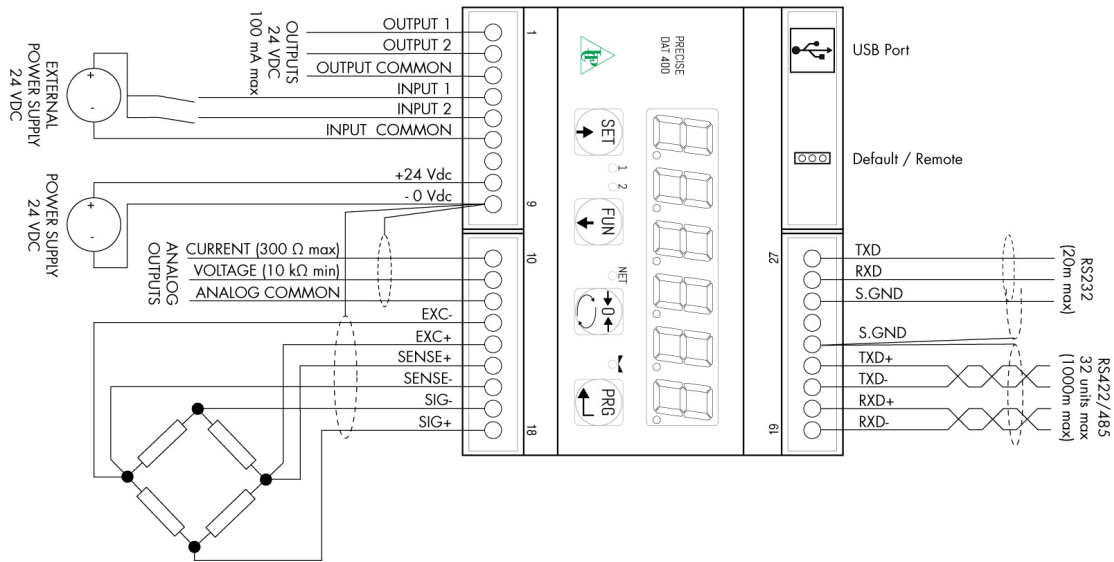 OUTPUTS
24 VDC
100 mA max
OUTPUT 1
OUTPUT 2
OUTPUT COMMON
INPUT 1
INPUT 2
INPUT COMMON
EXTERNAL
POWER SUPPLY
24 VDC
+
-
+24 Vdc
- 0 Vdc
POWER SUPPLY
24 VDC
+
-
ANALOG
OUTPUTS
CURRENT (300 Ω max)
VOLTAGE (10 kΩ min)
ANALOG COMMON
EXC-
EXC+
SENSE+
SENSE-
SIG-
SIG+
1
9
10
18
PRECISE
DAT 400
SET
1
2
FUN
NET
0
PRG
USB Port
Default / Remote
27
19
TXD
RXD
S.GND
RS232
(20m max)
S.GND
TXD+
TXD-
RXD+
RXD-
RS422/485
32 units max
(1000m max)